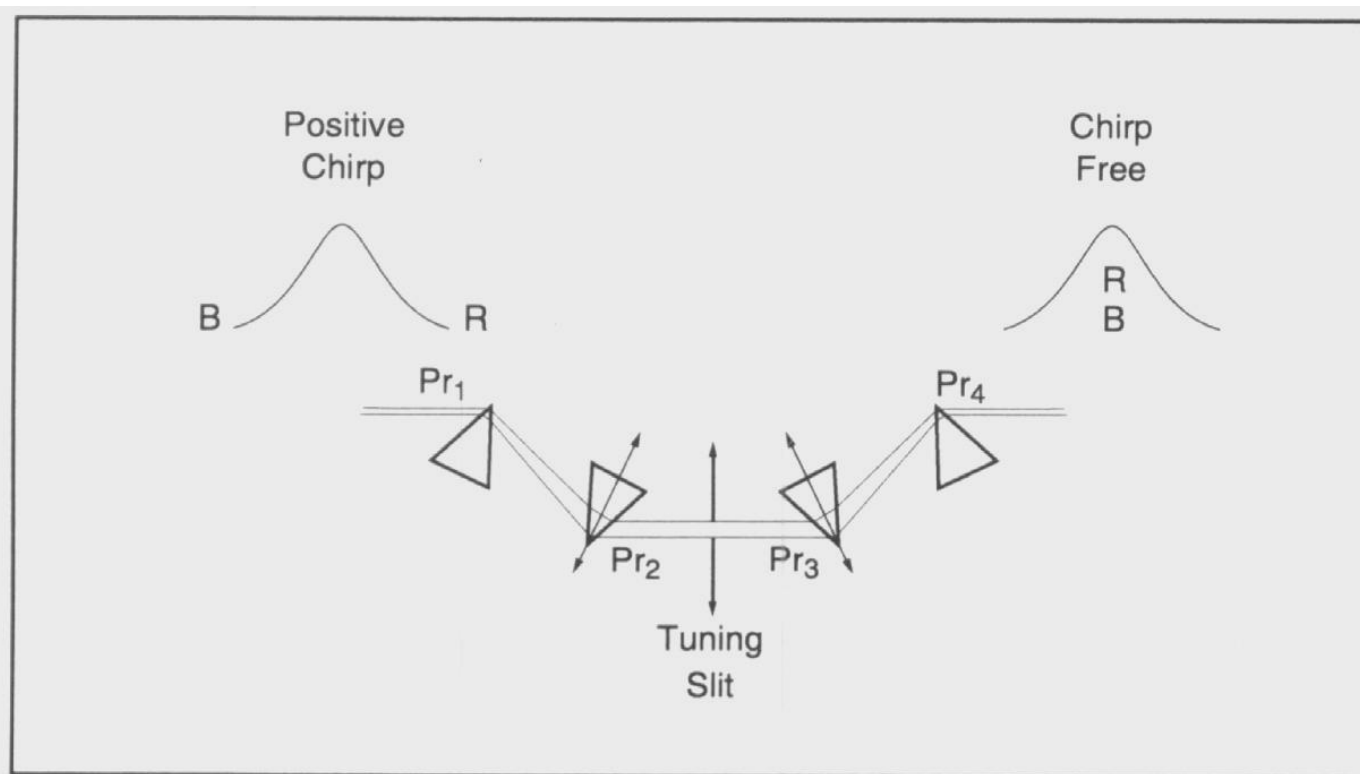 Positive
Chirp
Chirp
Free
B
R
R
B
Pr₁
Pr₄
Pr₂
Pr₃
Tuning
Slit